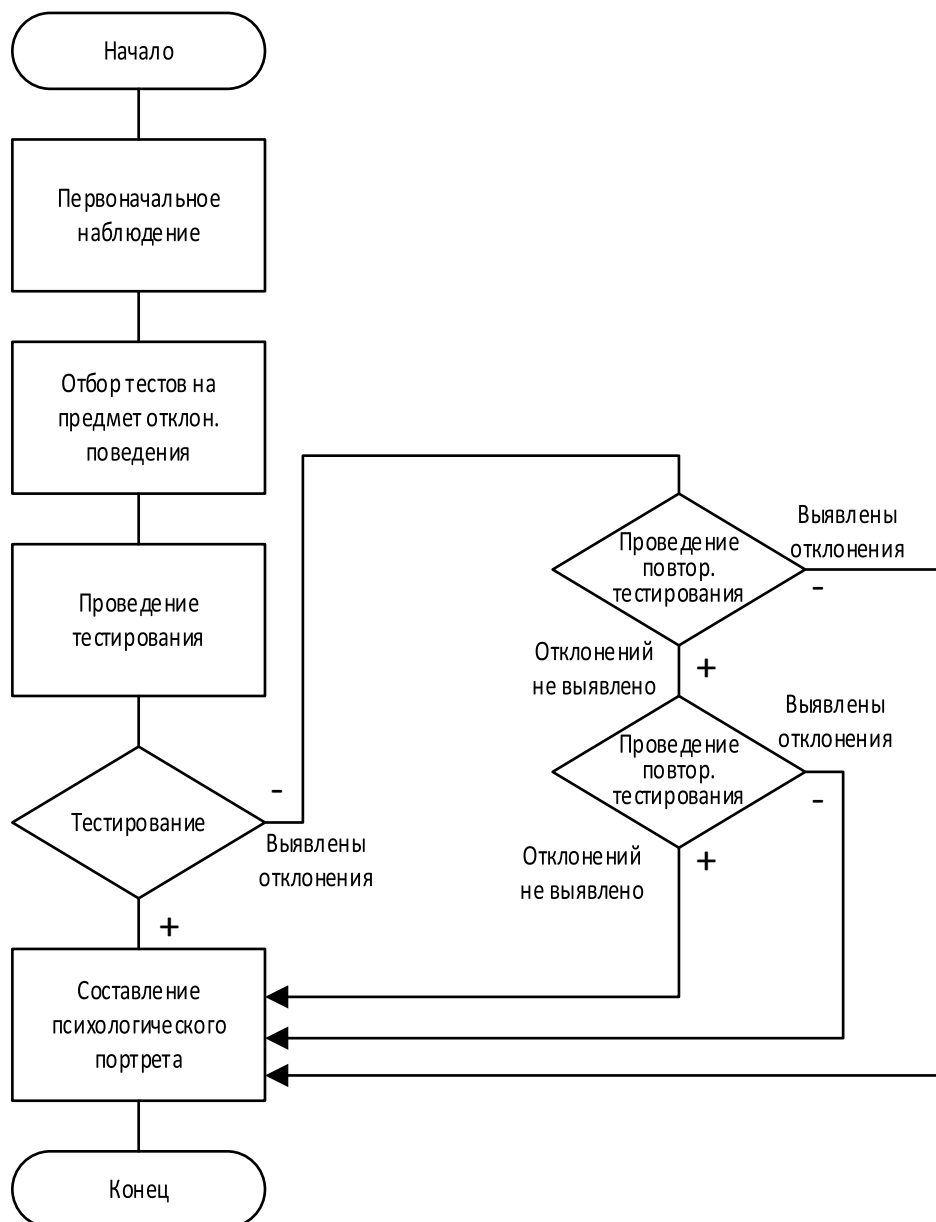 Начало
Первоначальное
наблюдение
Отбор тестов на
предмет отклон.
поведения
Проведение
тестирования
Тестирование
-
Выявлены
отклонения
+
Проведение
повтор.
тестирования
Выявлены
отклонения
-
Отклонений
не выявлено
+
Проведение
повтор.
тестирования
Выявлены
отклонения
-
Отклонений
не выявлено
+
Составление
психологического
портрета
Конец